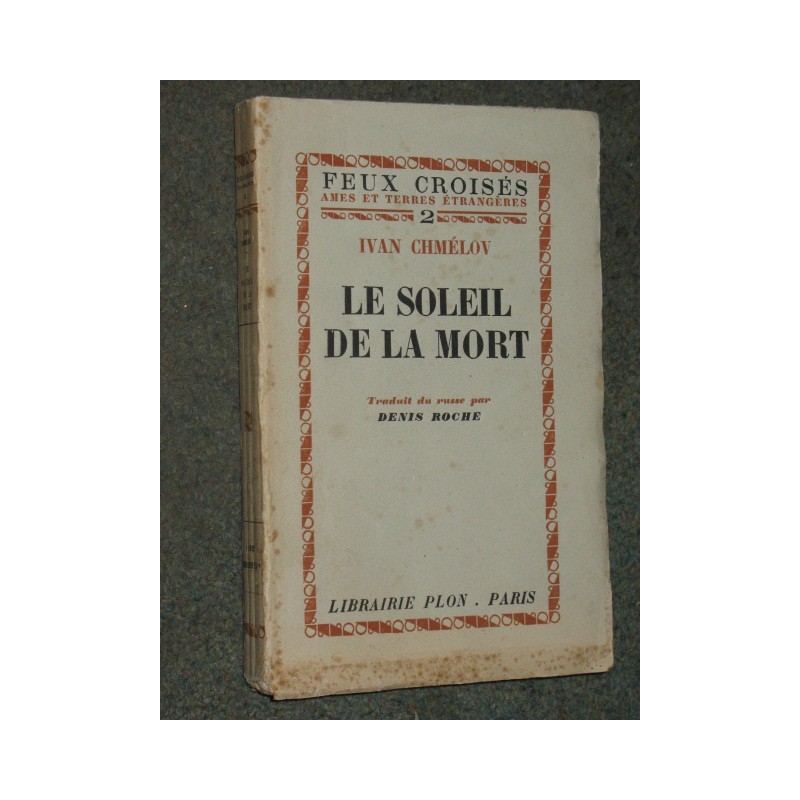 FEUX CROISÉS
AMES ET TERRES ÉTRANGÈRES
2
IVAN CHMÉLOV
LE SOLEIL
DE LA MORT
Traduit du russe par
DENIS ROCHE
LIBRAIRIE PLON . PARIS